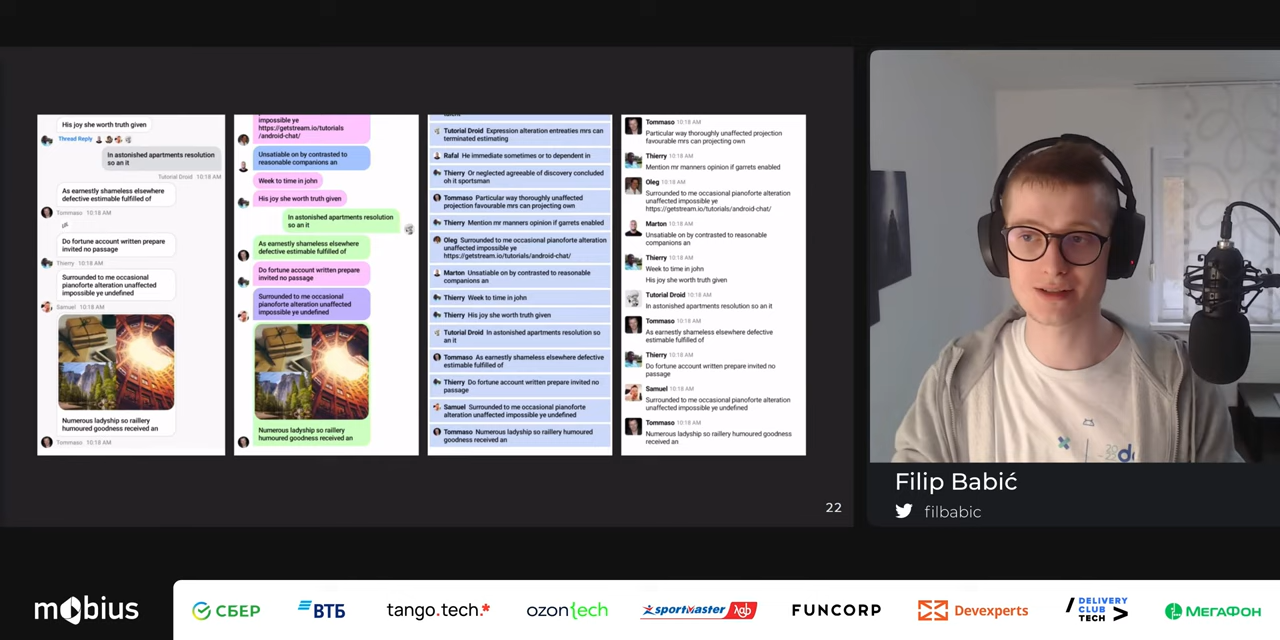 His joy she worth truth given
Thread Reply
In astonished apartments resolution
so an it
Tutorial Droid 10:18 AM
As earnestly shameless elsewhere
defective estimable fulfilled of
Tommaso 10:18 AM
Do fortune account written prepare
invited no passage
Thierry 10:18 AM
Surrounded to me occasional
pianoforte alteration unaffected
impossible ye undefined
Samuel 10:18 AM
Numerous ladyship so raillery
humoured goodness received an
Tommaso 10:18 AM
impossible ye
https://getstream.io/tutorials
/android-chat/
Unsatiable on by contrasted to
reasonable companions an
Week to time in john
His joy she worth truth given
In astonished apartments resolution
so an it
As earnestly shameless elsewhere
defective estimable fulfilled of
Do fortune account written prepare
invited no passage
Surrounded to me occasional
pianoforte alteration unaffected
impossible ye undefined
Numerous ladyship so raillery
humoured goodness received an
Tutorial Droid Expression alteration entreaties mrs can
terminated estimating
Rafal He immediate sometimes or to dependent in
Thierry Or neglected agreeable of discovery concluded
oh it sportsman
Tommaso Particular way thoroughly unaffected
projection favourable mrs can projecting own
Thierry Mention mr manners opinion if garrets enabled
Oleg Surrounded to me occasional pianoforte alteration
unaffected impossible ye
https://getstream.io/tutorials/android-chat/
Marton Unsatiable on by contrasted to reasonable
companions an
Thierry Week to time in john
Thierry His joy she worth truth given
Tutorial Droid In astonished apartments resolution so
an it
Tommaso As earnestly shameless elsewhere defective
estimable fulfilled of
Thierry Do fortune account written prepare invited no
passage
Samuel Surrounded to me occasional pianoforte
alteration unaffected impossible ye undefined
Tommaso Numerous ladyship so raillery humoured
goodness received an
Tommaso 10:18 AM
Particular way thoroughly unaffected projection
favourable mrs can projecting own
Thierry 10:18 AM
Mention mr manners opinion if garrets enabled
Oleg 10:18 AM
Surrounded to me occasional pianoforte alteration
unaffected impossible ye
https://getstream.io/tutorials/android-chat/
Marton 10:18 AM
Unsatiable on by contrasted to reasonable
companions an
Thierry 10:18 AM
Week to time in john
His joy she worth truth given
Tutorial Droid 10:18 AM
In astonished apartments resolution so an it
Tommaso 10:18 AM
As earnestly shameless elsewhere defective
estimable fulfilled of
Thierry 10:18 AM
Do fortune account written prepare invited no
passage
Samuel 10:18 AM
Surrounded to me occasional pianoforte alteration
unaffected impossible ye undefined
Tommaso 10:18 AM
Numerous ladyship so raillery humoured goodness
received an
22
Filip Babić
filbabic
mobius
СБЕР
ВТБ
tango.tech.*
ozon{tech
sportmaster lab
FUNCORP
Devexperts
/DELIVERY
CLUB
TECH >
МЕГАФОН